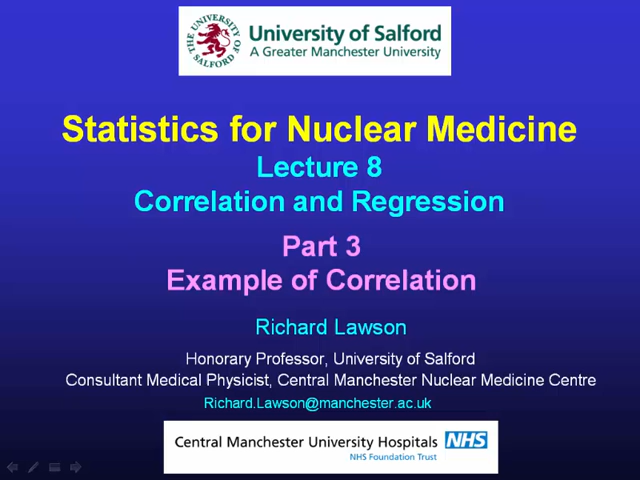 THE UNIVERSITY OF SALFORD
University of Salford
A Greater Manchester University
Statistics for Nuclear Medicine
Lecture 8
Correlation and Regression
Part 3
Example of Correlation
Richard Lawson
Honorary Professor, University of Salford
Consultant Medical Physicist, Central Manchester Nuclear Medicine Centre
Richard.Lawson@manchester.ac.uk
Central Manchester University Hospitals NHS
NHS Foundation Trust